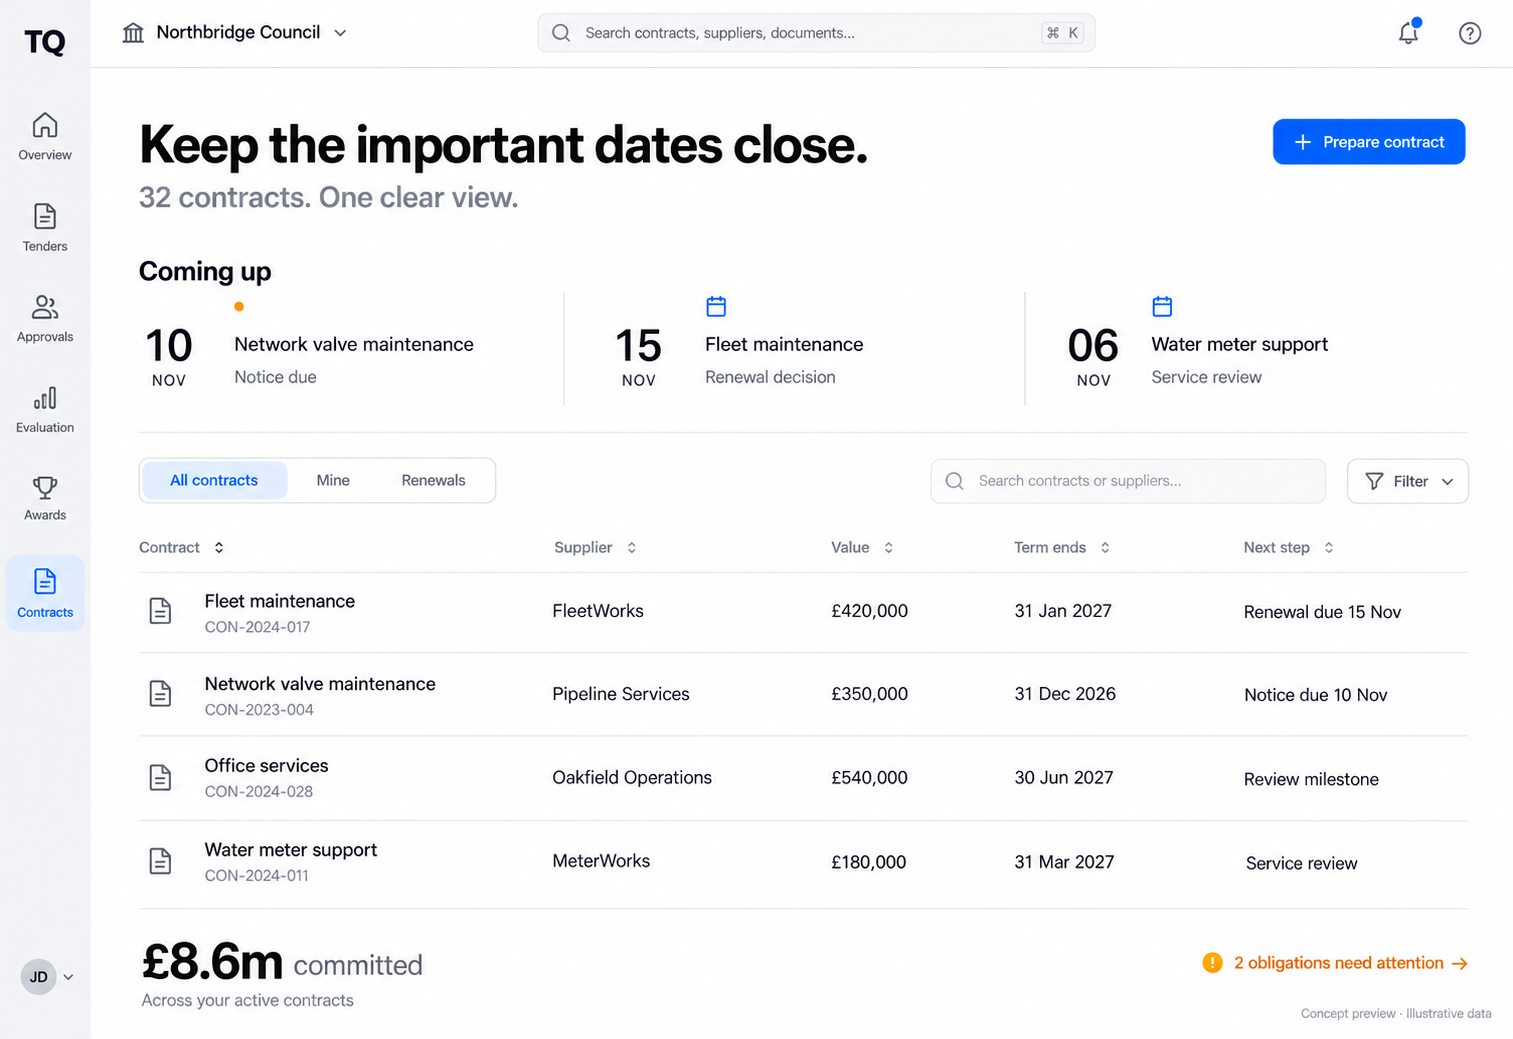 TQ
Northbridge Council
Search contracts, suppliers, documents...
⌘ K
Overview
Tenders
Approvals
Evaluation
Awards
Contracts
JD
Keep the important dates close.
32 contracts. One clear view.
+ Prepare contract
Coming up
10 NOV
Network valve maintenance
Notice due
15 NOV
Fleet maintenance
Renewal decision
06 NOV
Water meter support
Service review
All contracts Mine Renewals
Search contracts or suppliers...
Filter
Contract Supplier Value Term ends Next step
Fleet maintenance
CON-2024-017
FleetWorks £420,000 31 Jan 2027 Renewal due 15 Nov
Network valve maintenance
CON-2023-004
Pipeline Services £350,000 31 Dec 2026 Notice due 10 Nov
Office services
CON-2024-028
Oakfield Operations £540,000 30 Jun 2027 Review milestone
Water meter support
CON-2024-011
MeterWorks £180,000 31 Mar 2027 Service review
£8.6m committed
Across your active contracts
! 2 obligations need attention →
Concept preview · Illustrative data